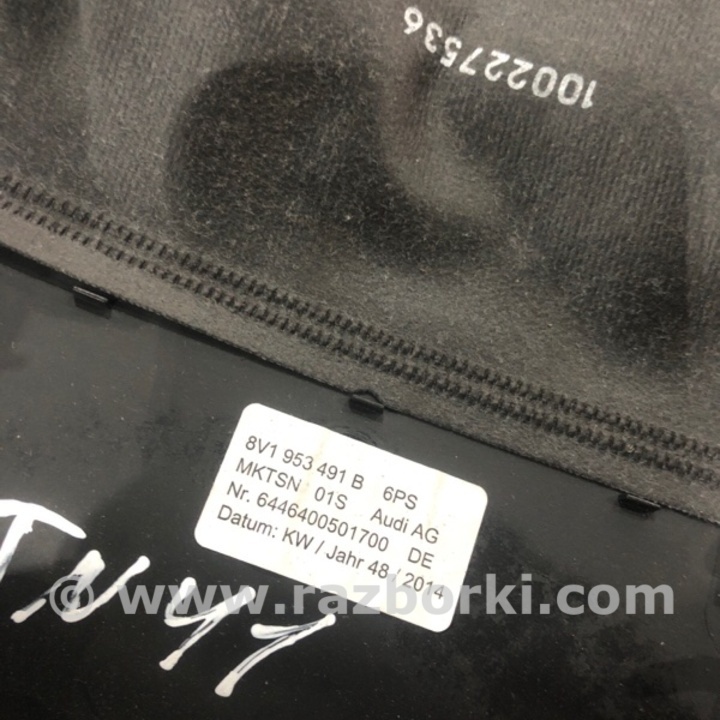 100227536
8V1 953 491 B 6PS
MKTSN 01S Audi AG
Nr. 6446400501700 DE
Datum: KW / Jahr 48 / 2014
© www.razborki.com